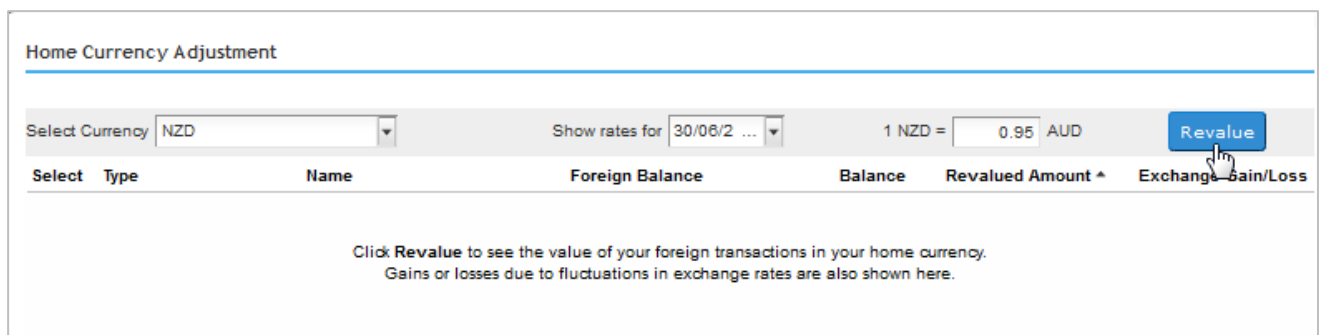 Home Currency Adjustment
Select Currency NZD Show rates for 30/06/2 ... 1 NZD = 0.95 AUD Revalue
Select Type Name Foreign Balance Balance Revalued Amount Exchange Gain/Loss
Click Revalue to see the value of your foreign transactions in your home currency.
Gains or losses due to fluctuations in exchange rates are also shown here.